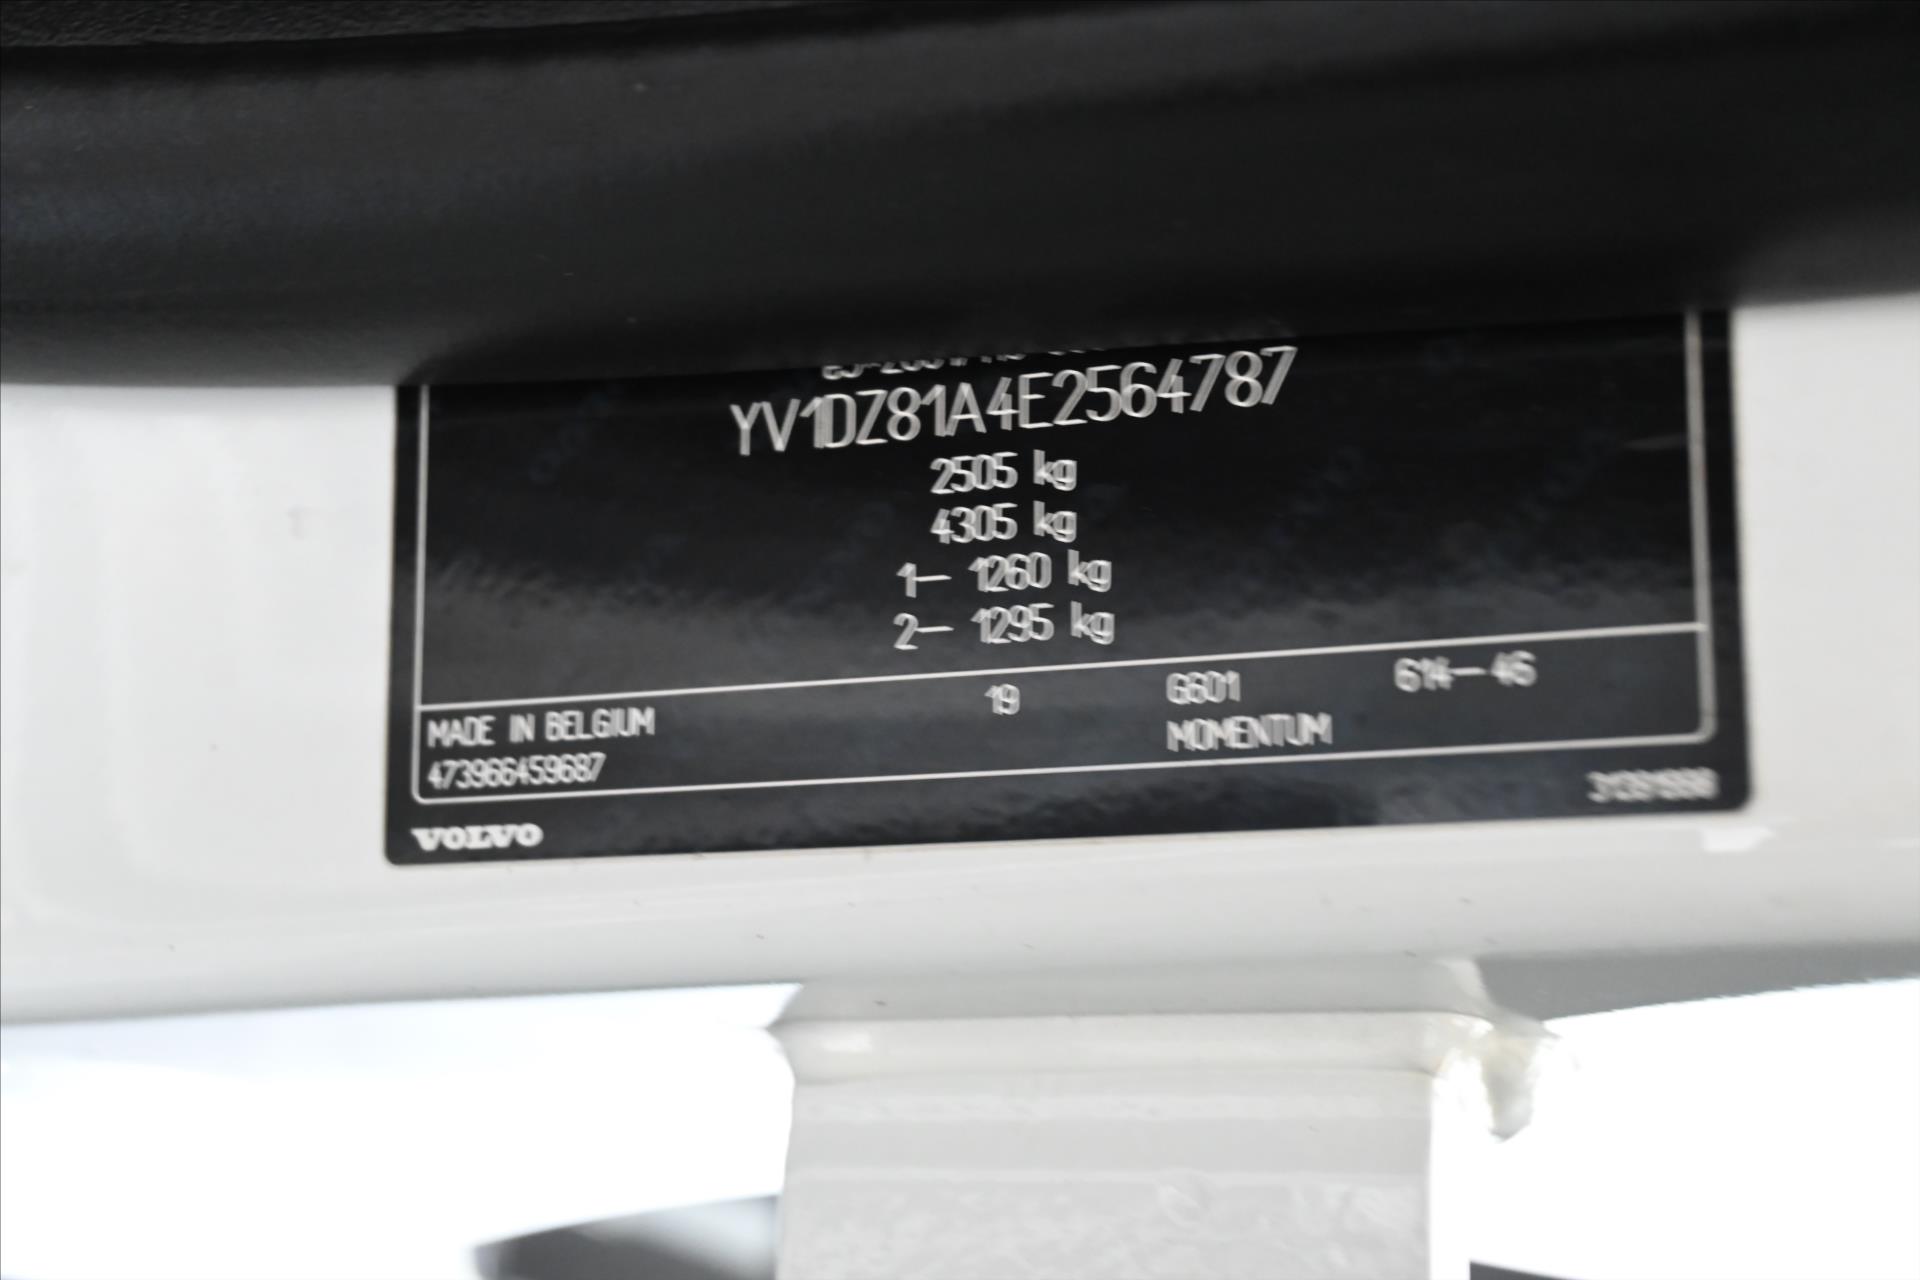 YV1DZ81A4E2564787
2505 kg
4305 kg
1— 1260 kg
2— 1295 kg
19 G601 614—46
MADE IN BELGIUM MOMENTUM
473966459687
VOLVO